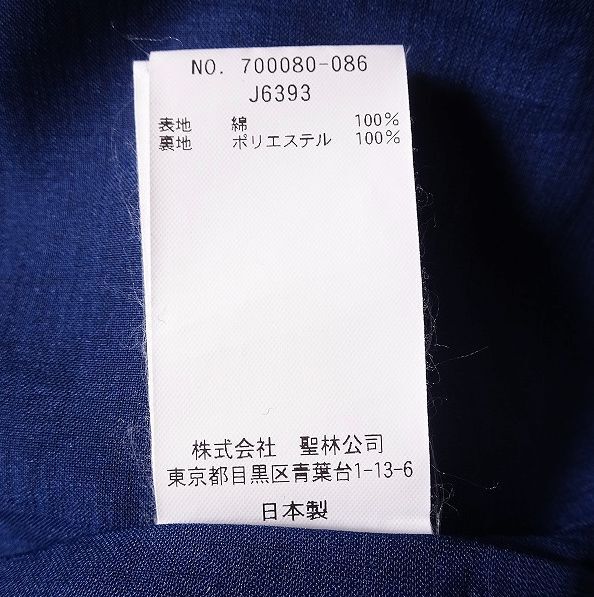 NO. 700080-086
J6393
表地 綿 100%
裏地 ポリエステル 100%
株式会社 聖林公司
東京都目黒区青葉台1-13-6
日本製